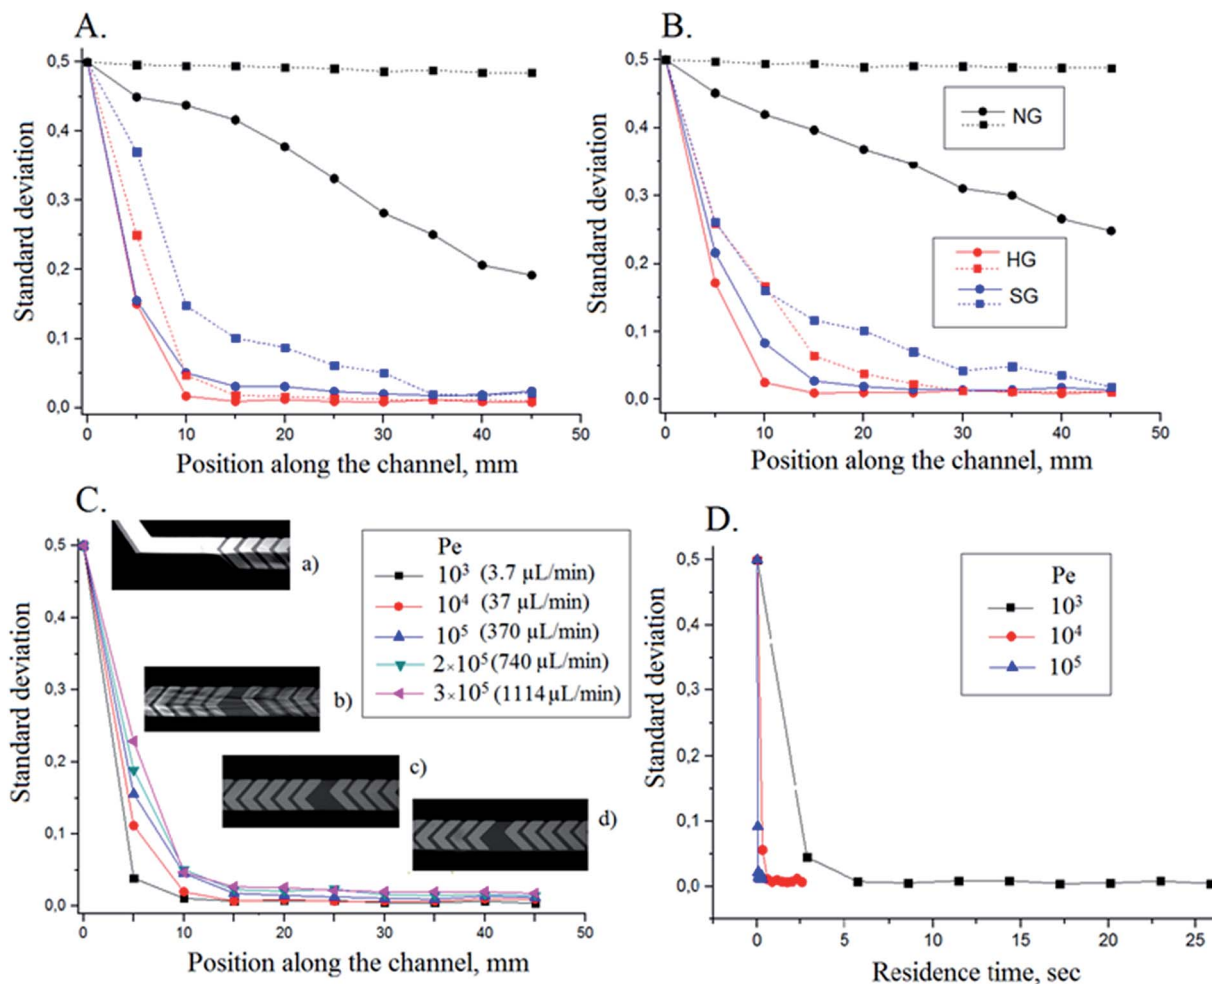 A.
0,5
0,4
0,3
0,2
0,1
0,0
Standard deviation
0
10
20
30
40
50
Position along the channel, mm
B.
0,5
0,4
0,3
0,2
0,1
0,0
Standard deviation
NG
HG
SG
0
10
20
30
40
50
Position along the channel, mm
C.
0,5
0,4
0,3
0,2
0,1
0,0
Standard deviation
a)
b)
c)
d)
Pe
10³ (3.7 µL/min)
10⁴ (37 µL/min)
10⁵ (370 µL/min)
2×10⁵ (740 µL/min)
3×10⁵ (1114 µL/min)
0
10
20
30
40
50
Position along the channel, mm
D.
0,5
0,4
0,3
0,2
0,1
0,0
Standard deviation
Pe
10³
10⁴
10⁵
0
5
10
15
20
25
Residence time, sec